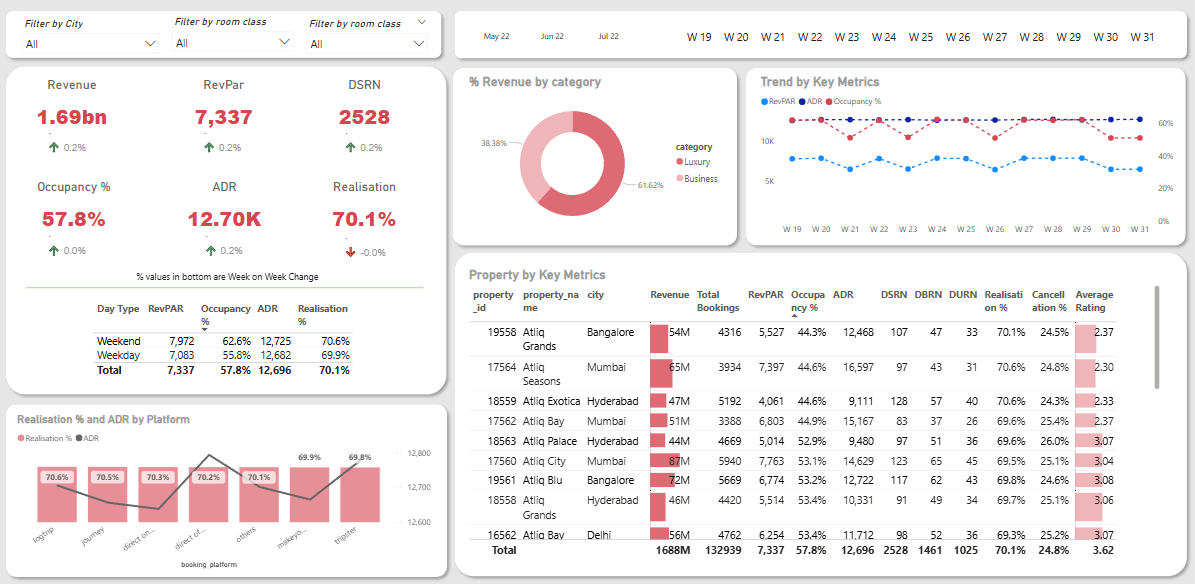 Filter by City
Filter by room class
Filter by room class
All
All
All
May 22
Jun 22
Jul 22
W 19 W 20 W 21 W 22 W 23 W 24 W 25 W 26 W 27 W 28 W 29 W 30 W 31
Revenue
RevPar
DSRN
1.69bn
7,337
2528
0.2%
0.2%
0.2%
Occupancy %
ADR
Realisation
57.8%
12.70K
70.1%
0.0%
0.2%
-0.0%
% values in bottom are Week on Week Change
Day Type RevPAR Occupancy % ADR Realisation %
Weekend 7,972 62.6% 12,725 70.6%
Weekday 7,083 55.8% 12,682 69.9%
Total 7,337 57.8% 12,696 70.1%
% Revenue by category
38.38%
61.62%
category
Luxury
Business
Trend by Key Metrics
RevPAR ADR Occupancy %
10K
5K
60%
40%
20%
0%
W 19 W 20 W 21 W 22 W 23 W 24 W 25 W 26 W 27 W 28 W 29 W 30 W 31
Realisation % and ADR by Platform
Realisation % ADR
70.6% 70.5% 70.3% 70.2% 70.1% 69.9% 69.8%
12,800
12,700
12,600
logtrip journey direct on... direct of... others makeyo... tripster
booking_platform
Property by Key Metrics
property_id property_name city Revenue Total Bookings RevPAR Occupancy % ADR DSRN DBRN DURN Realisation % Cancellation % Average Rating
19558 Atliq Grands Bangalore 54M 4316 5,527 44.3% 12,468 107 47 33 70.1% 24.5% 2.37
17564 Atliq Seasons Mumbai 65M 3934 7,397 44.6% 16,597 97 43 31 70.6% 24.8% 2.30
18559 Atliq Exotica Hyderabad 47M 5192 4,061 44.6% 9,111 128 57 40 70.6% 24.3% 2.33
17562 Atliq Bay Mumbai 51M 3388 6,803 44.9% 15,167 83 37 26 69.6% 25.4% 2.37
18563 Atliq Palace Hyderabad 44M 4669 5,014 52.9% 9,480 97 51 36 69.6% 26.0% 3.07
17560 Atliq City Mumbai 87M 5940 7,763 53.1% 14,629 123 65 45 69.5% 25.1% 3.04
19561 Atliq Blu Bangalore 72M 5669 6,774 53.2% 12,722 117 62 43 69.8% 24.6% 3.08
18558 Atliq Grands Hyderabad 46M 4420 5,514 53.4% 10,331 91 49 34 69.7% 25.1% 3.06
16562 Atliq Bay Delhi 56M 4762 6,254 53.4% 11,712 98 52 36 69.3% 25.2% 3.07
Total 1688M 132939 7,337 57.8% 12,696 2528 1461 1025 70.1% 24.8% 3.62